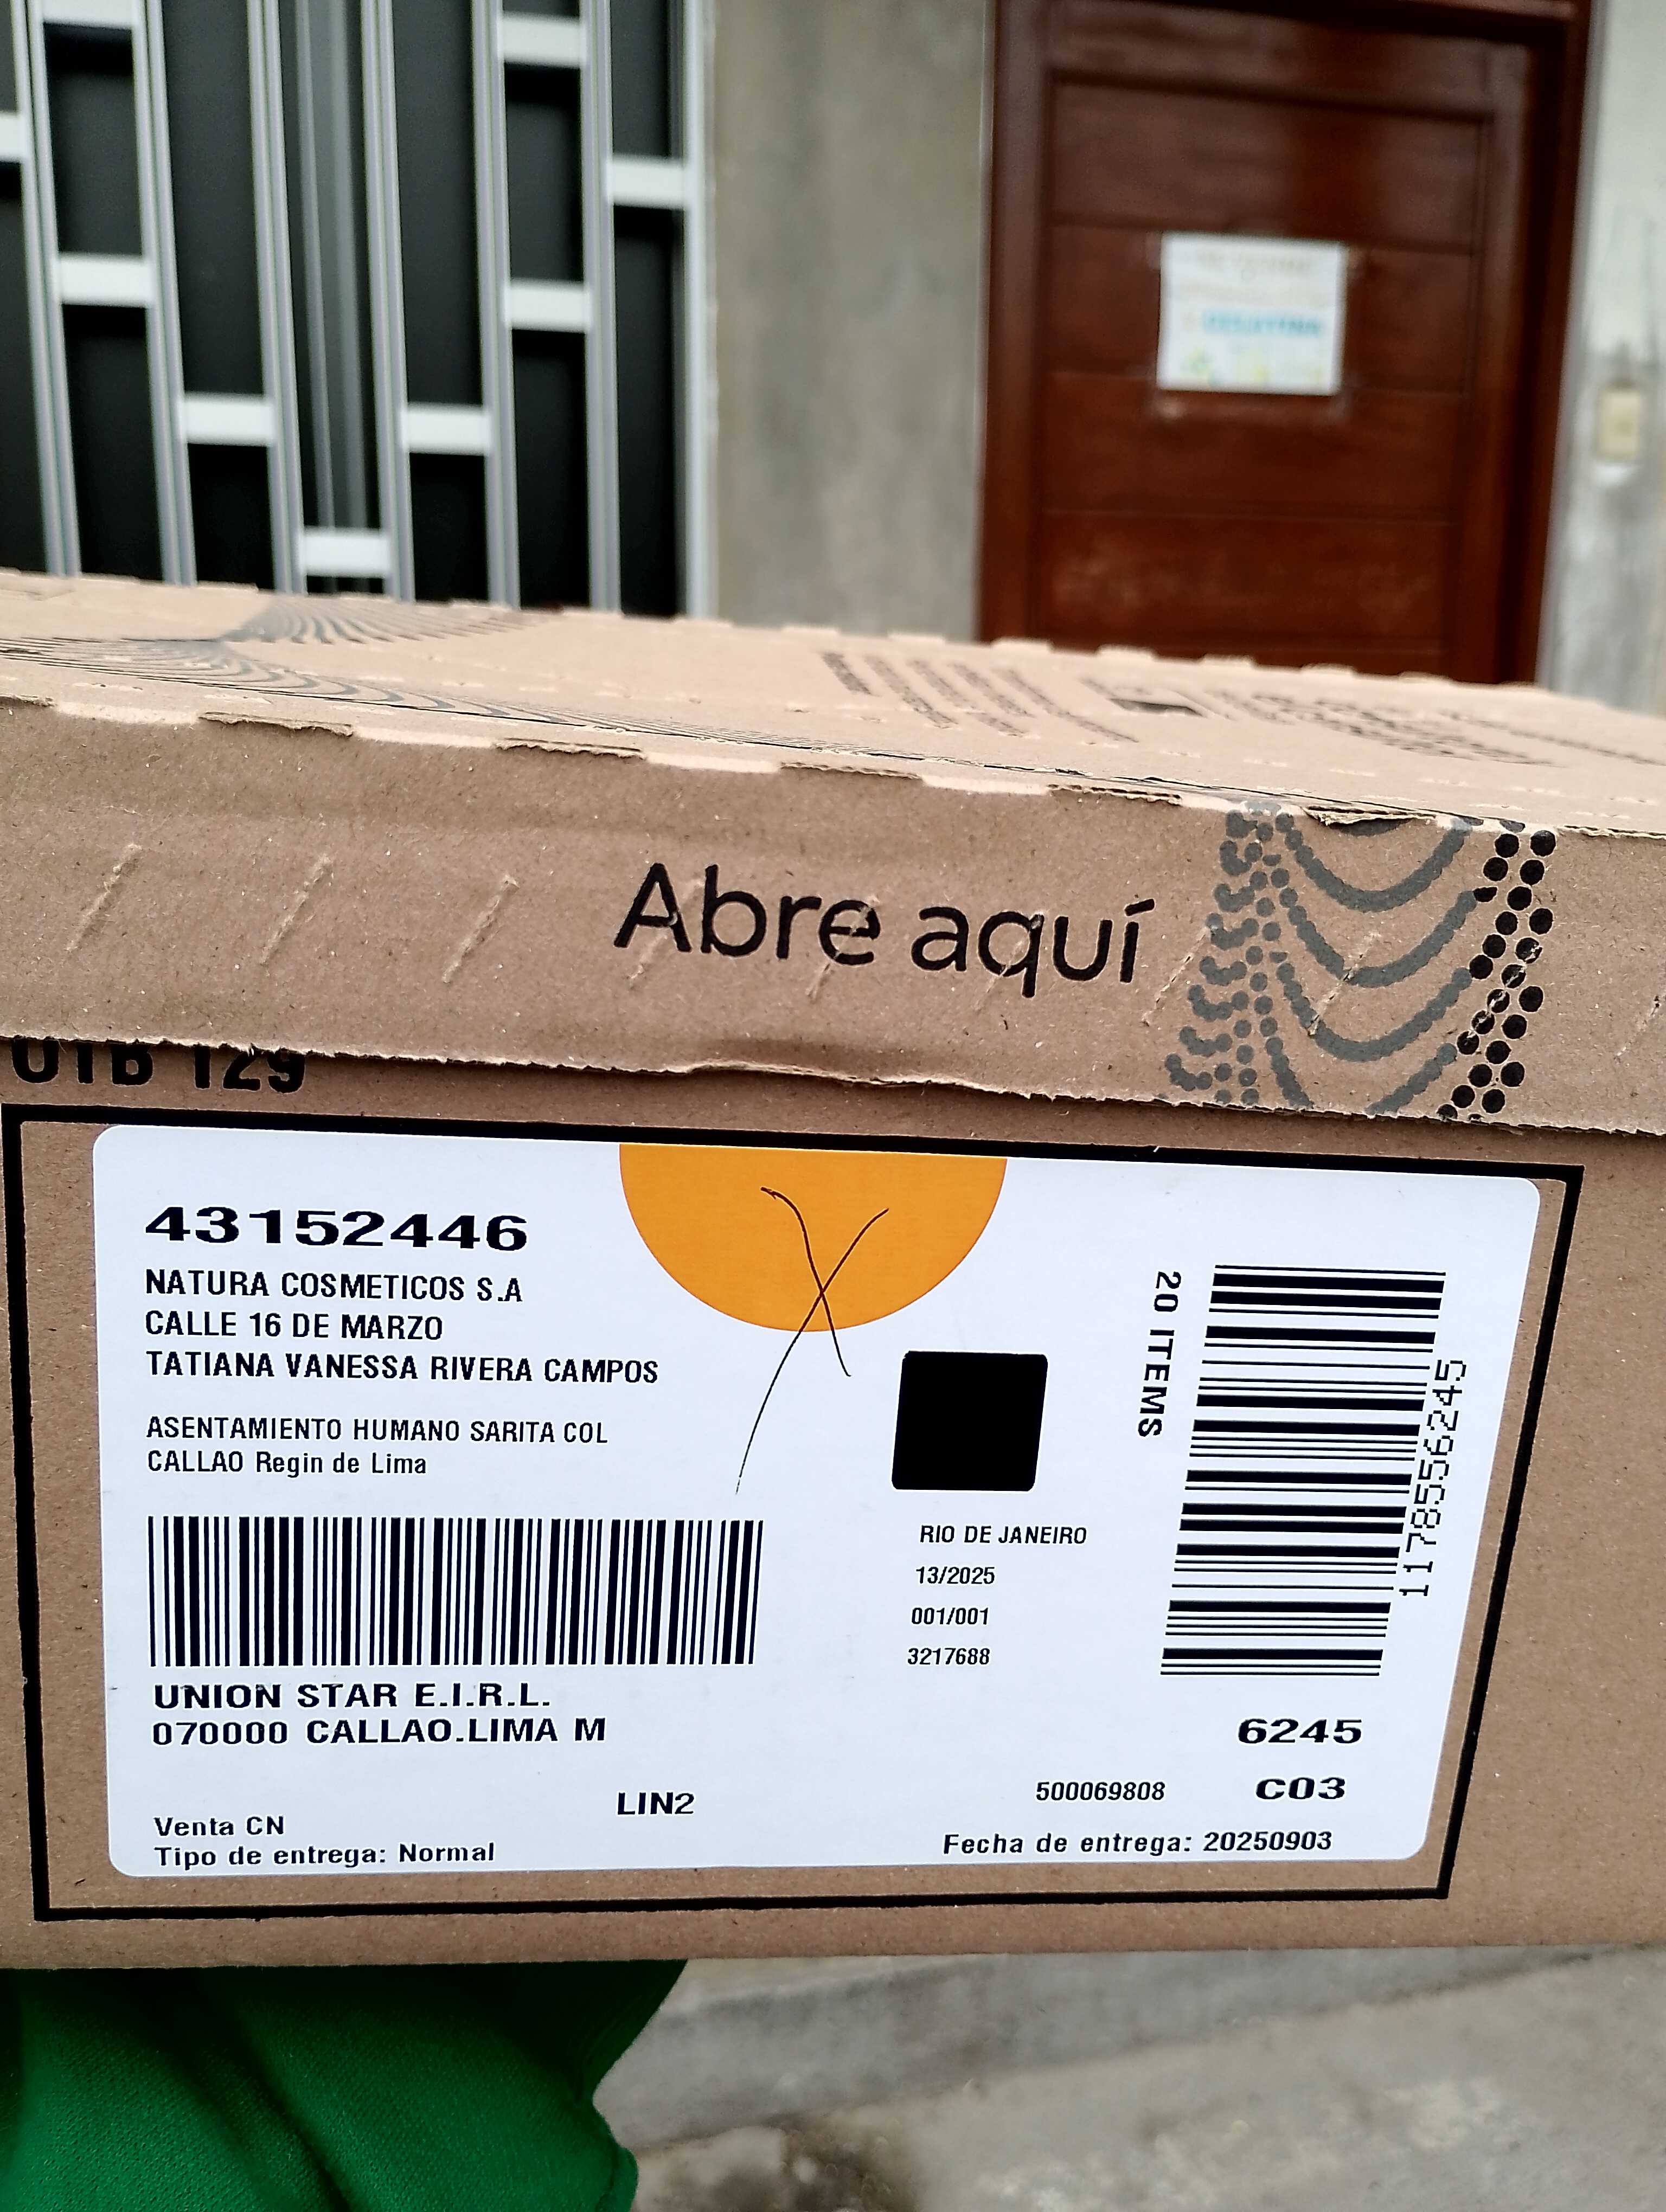 GELATINA
Abre aquí
UTB 129
43152446
NATURA COSMETICOS S.A
CALLE 16 DE MARZO
TATIANA VANESSA RIVERA CAMPOS
ASENTAMIENTO HUMANO SARITA COL
CALLAO Regin de Lima
20 ITEMS
1178556245
RIO DE JANEIRO
13/2025
001/001
3217688
UNION STAR E.I.R.L.
070000 CALLAO.LIMA M
6245
LIN2
500069808 C03
Venta CN
Tipo de entrega: Normal
Fecha de entrega: 20250903